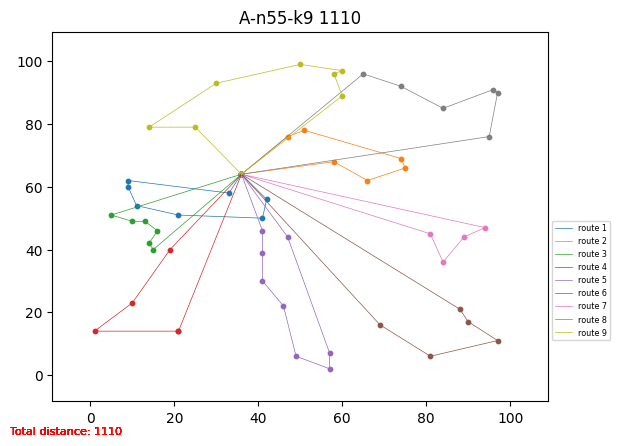 A-n55-k9 1110
100
80
60
40
20
0
0 20 40 60 80 100
route 1
route 2
route 3
route 4
route 5
route 6
route 7
route 8
route 9
Total distance: 1110